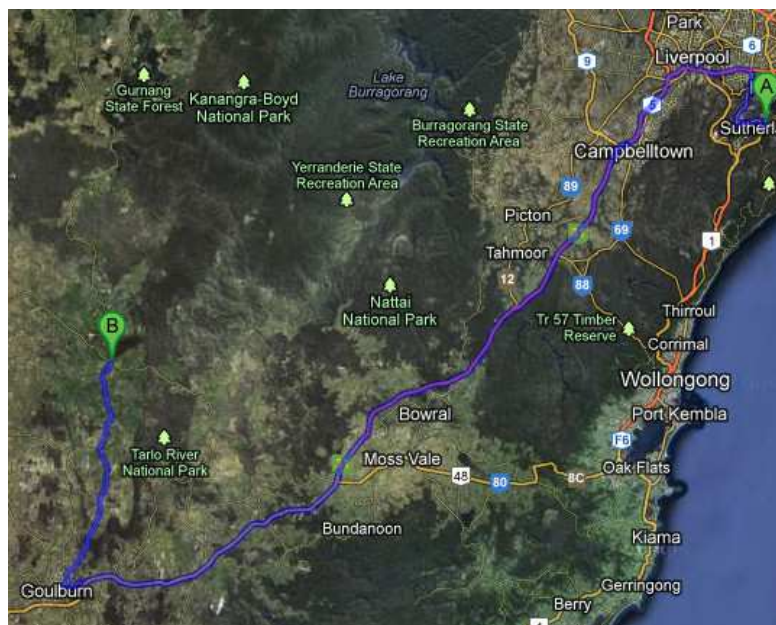 Park
6
Liverpool
9
Lake
Burragorang
Gurnang
State Forest
Kanangra-Boyd
National Park
A
5
Burragorang State
Recreation Area
Sutherl
Campbelltown
Yerranderie State
Recreation Area
89
Picton
69
1
Tahmoor
12
88
Nattai
National Park
Tr 57 Timber
Reserve
Thirroul
B
Corrimal
Wollongong
Bowral
Port Kembla
Tarlo River
National Park
F6
Moss Vale
48
80
8C
Oak Flats
Bundanoon
Kiama
Goulburn
Gerringong
Berry
1